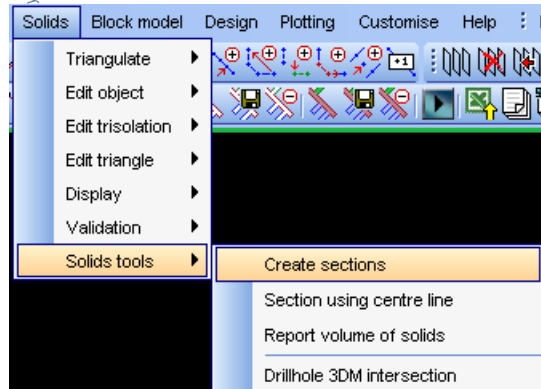 Solids Block model Design Plotting Customise Help
Triangulate
Edit object
Edit trisolation
Edit triangle
Display
Validation
Solids tools
Create sections
Section using centre line
Report volume of solids
Drillhole 3DM intersection